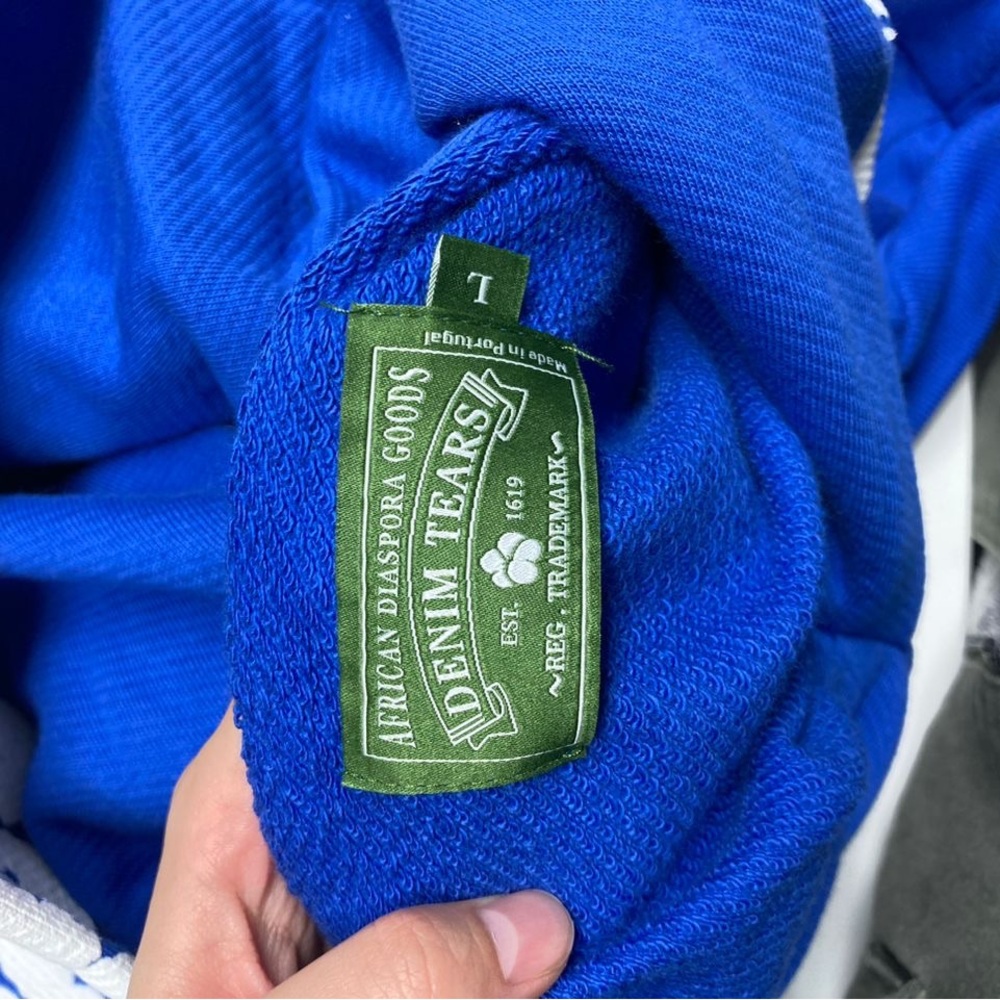 L
Made in Portugal
AFRICAN DIASPORA GOODS
DENIM TEARS
EST. 1619
~REG. TRADEMARK~